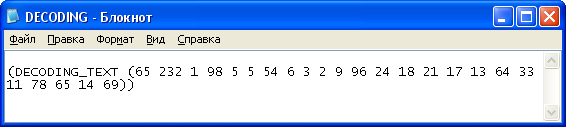 DECODING - Блокнот
Файл Правка Формат Вид Справка
(DECODING_TEXT (65 232 1 98 5 5 54 6 3 2 9 96 24 18 21 17 13 64 33
11 78 65 14 69))